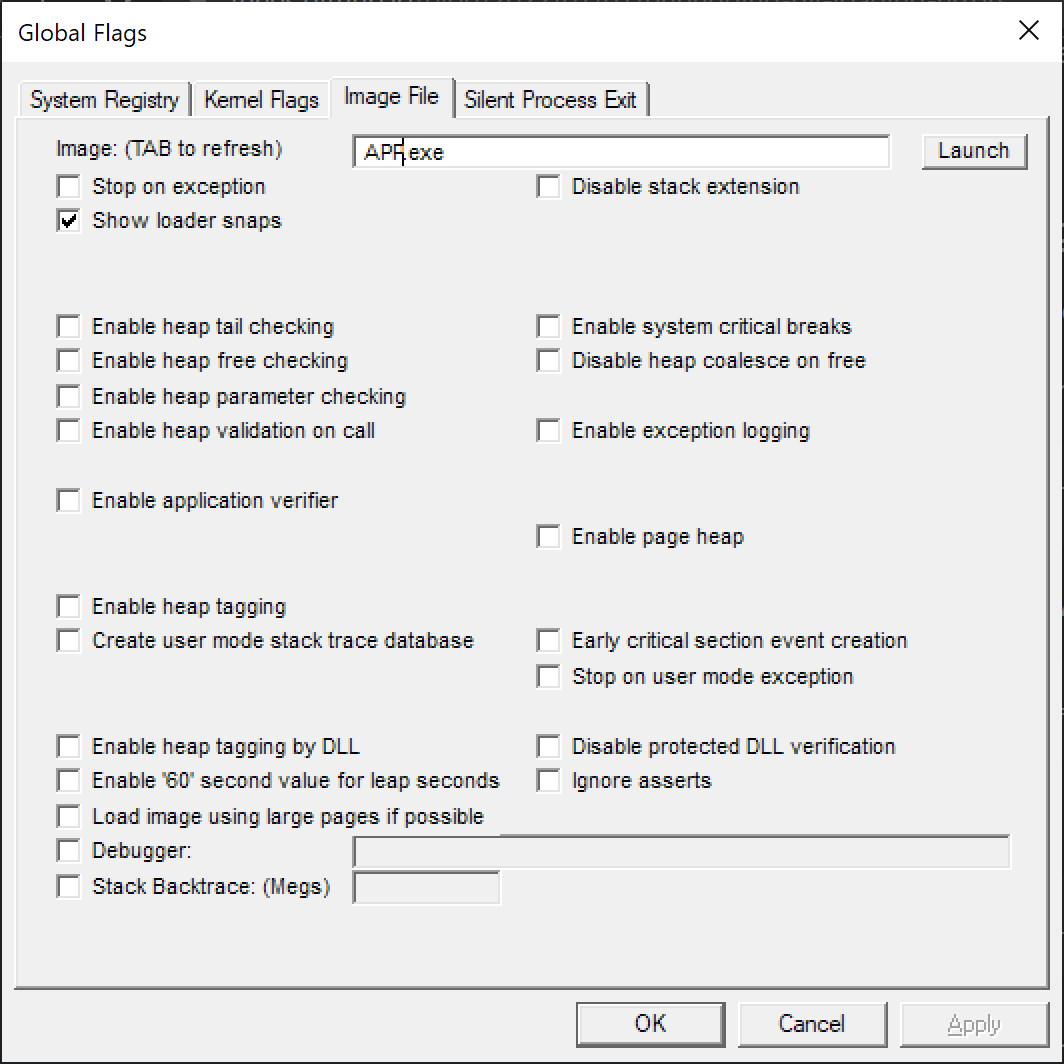 Global Flags
System Registry Kernel Flags Image File Silent Process Exit
Image: (TAB to refresh) APP.exe Launch
Stop on exception Disable stack extension
Show loader snaps
Enable heap tail checking Enable system critical breaks
Enable heap free checking Disable heap coalesce on free
Enable heap parameter checking
Enable heap validation on call Enable exception logging
Enable application verifier
Enable page heap
Enable heap tagging
Create user mode stack trace database Early critical section event creation
Stop on user mode exception
Enable heap tagging by DLL Disable protected DLL verification
Enable '60' second value for leap seconds Ignore asserts
Load image using large pages if possible
Debugger:
Stack Backtrace: (Megs)
OK Cancel Apply